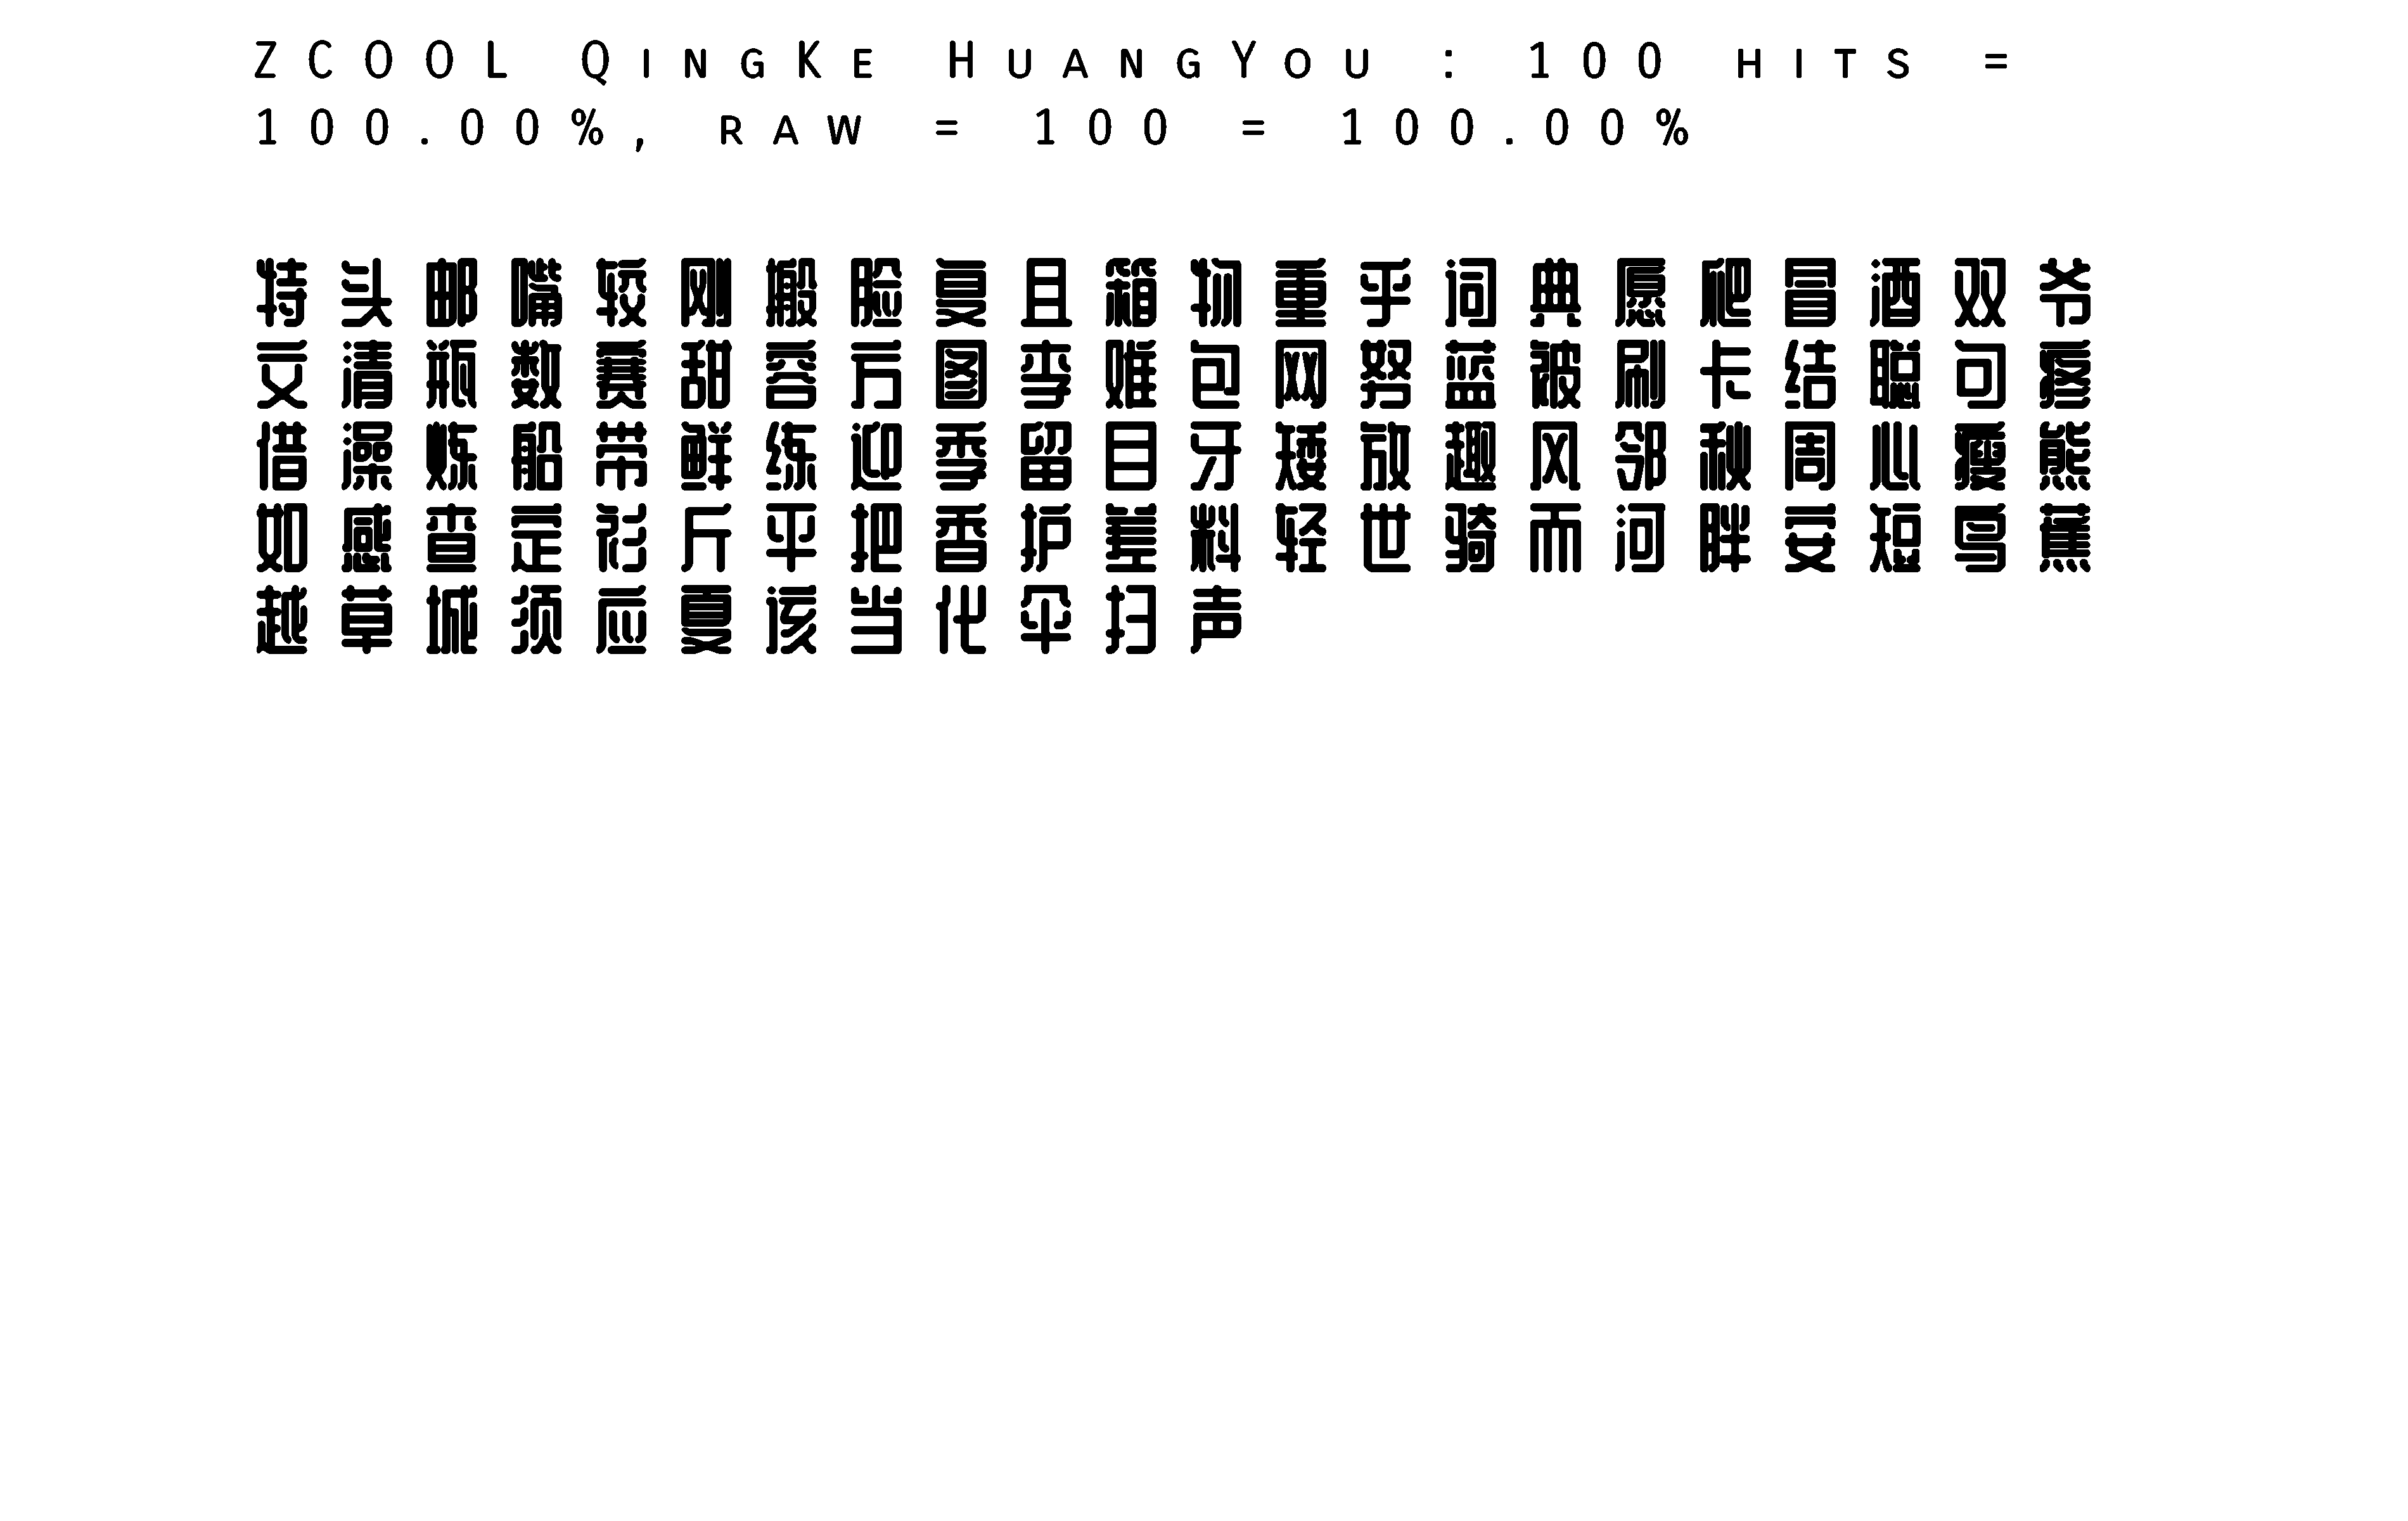 ZCOOL QingKe HuangYou : 100 hits =
100.00%, raw = 100 = 100.00%
特头邮嘴较刚搬脸复且箱物重乎词典愿爬冒酒双爷
文清瓶数赛甜容方图李难包网努蓝被刷卡结聪句疼
借澡炼船带鲜练迎季留目牙矮放趣风邻秋周心瘦熊
如感查定衫斤平把香护差料轻世骑而河胖安短鸟蕉
越草城须应夏该当化伞扫声